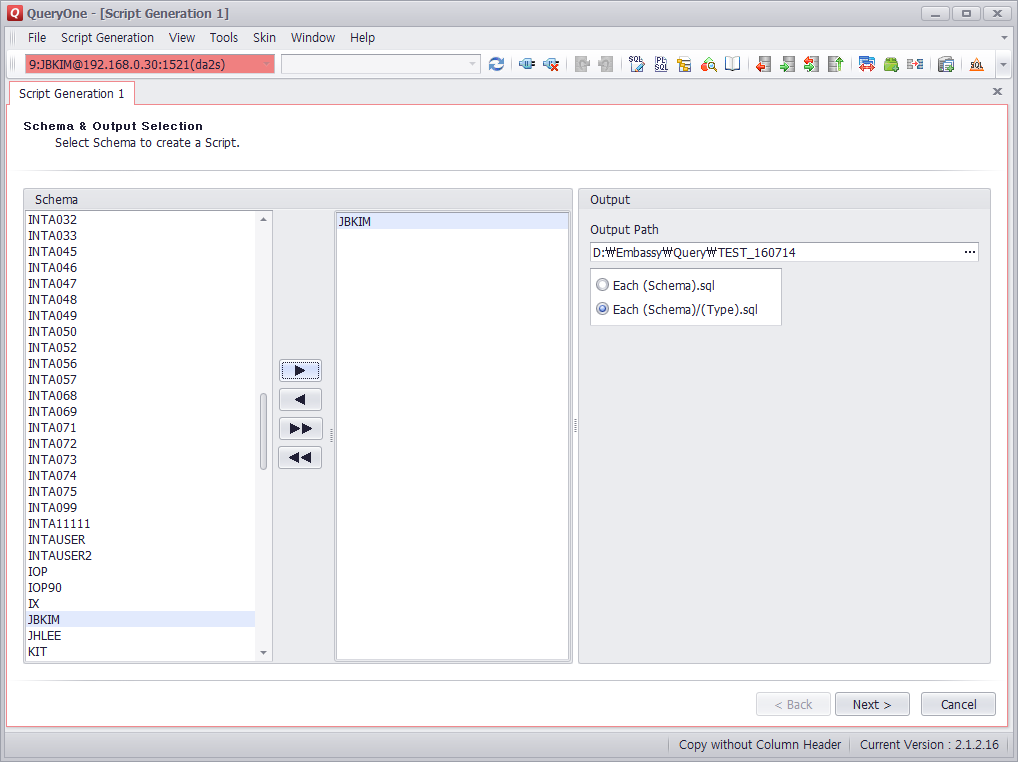 QueryOne - [Script Generation 1]
File Script Generation View Tools Skin Window Help
9:JBKIM@192.168.0.30:1521(da2s)
SQL
PL SQL
SQL
Script Generation 1
Schema & Output Selection
Select Schema to create a Script.
Schema
INTA032
INTA033
INTA045
INTA046
INTA047
INTA048
INTA049
INTA050
INTA052
INTA056
INTA057
INTA068
INTA069
INTA071
INTA072
INTA073
INTA074
INTA075
INTA099
INTA11111
INTAUSER
INTAUSER2
IOP
IOP90
IX
JBKIM
JHLEE
KIT
JBKIM
Output
Output Path
D:₩Embassy₩Query₩TEST_160714
...
Each (Schema).sql
Each (Schema)/(Type).sql
< Back Next > Cancel
Copy without Column Header Current Version : 2.1.2.16